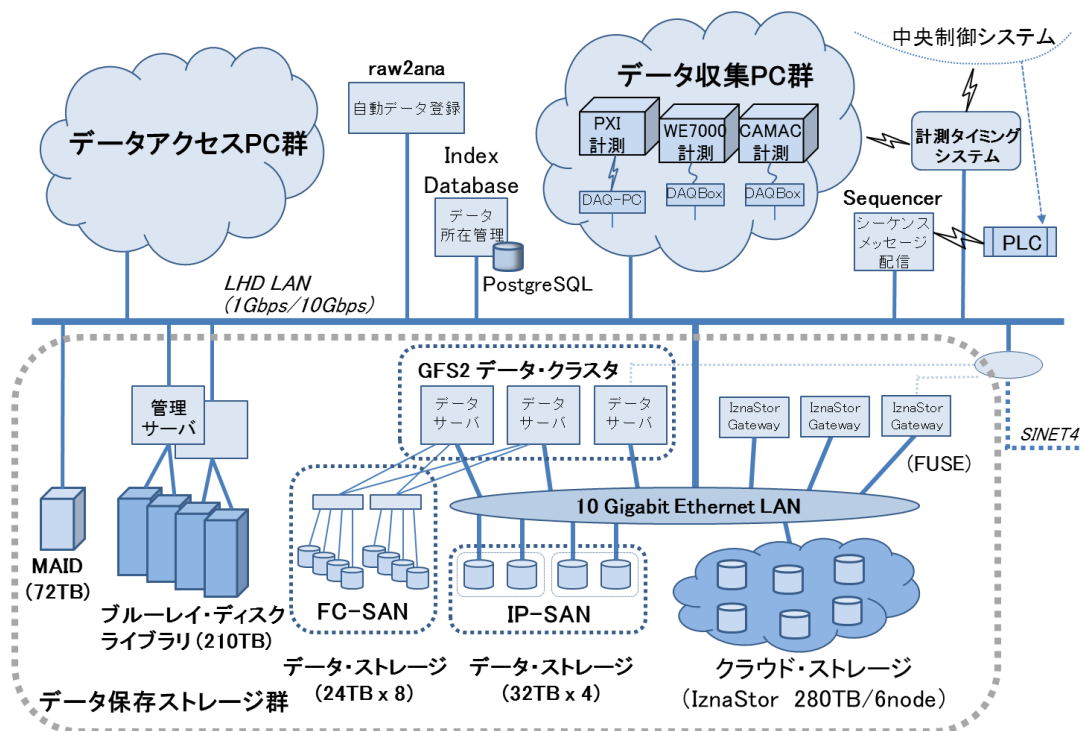 中央制御システム
raw2ana
自動データ登録
データ収集PC群
PXI
計測
WE7000
計測
CAMAC
計測
計測タイミング
システム
データアクセスPC群
Index
Database
データ
所在管理
PostgreSQL
DAQ-PC
DAQBox
DAQBox
Sequencer
シーケンス
メッセージ
配信
PLC
LHD LAN
(1Gbps/10Gbps)
GFS2 データ・クラスタ
データ
サーバ
データ
サーバ
データ
サーバ
管理
サーバ
IznaStor
Gateway
IznaStor
Gateway
IznaStor
Gateway
(FUSE)
SINET4
10 Gigabit Ethernet LAN
MAID
(72TB)
ブルーレイ・ディスク
ライブラリ(210TB)
FC-SAN
IP-SAN
データ・ストレージ
(24TB x 8)
データ・ストレージ
(32TB x 4)
クラウド・ストレージ
(IznaStor 280TB/6node)
データ保存ストレージ群